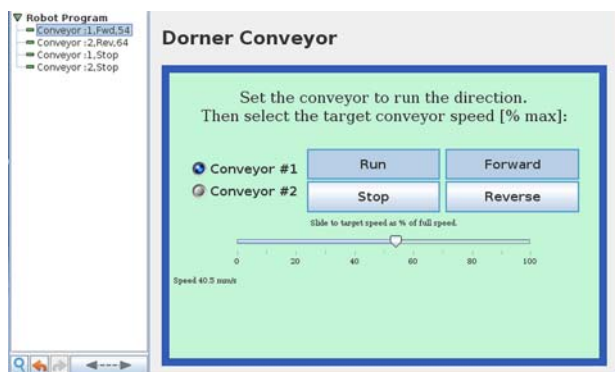 Robot Program
Conveyor :1,Fwd,54
Conveyor :2,Rev,64
Conveyor :1,Stop
Conveyor :2,Stop
Dorner Conveyor
Set the conveyor to run the direction.
Then select the target conveyor speed [% max]:
Conveyor #1
Run
Forward
Conveyor #2
Stop
Reverse
Slide to target speed as % of full speed.
0 20 40 60 80 100
Speed 40.5 mm/s